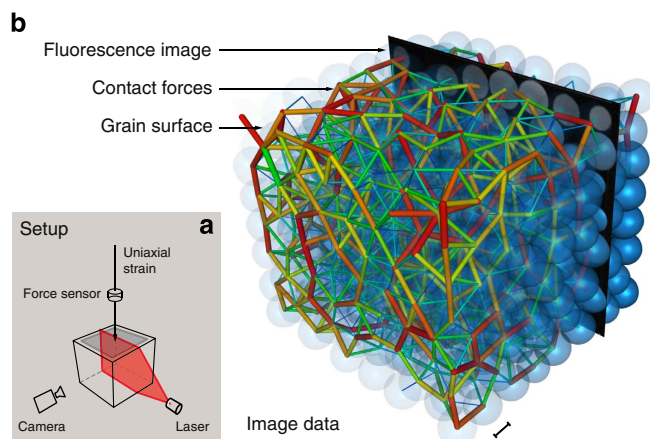 b
Fluorescence image
Contact forces
Grain surface
a
Setup
Uniaxial
strain
Force sensor
Camera
Laser
Image data